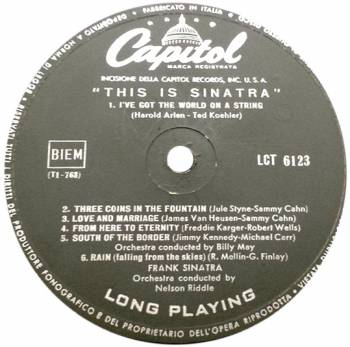 FABBRICATO IN ITALIA
Capitol
MARCA REGISTRATA
INCISIONE DELLA CAPITOL RECORDS, INC. U.S.A.
"THIS IS SINATRA"
1. I'VE GOT THE WORLD ON A STRING
(Harold Arlen - Ted Koehler)
BIEM
(T1-768)
LCT 6123
2. THREE COINS IN THE FOUNTAIN (Jule Styne-Sammy Cahn)
3. LOVE AND MARRIAGE (James Van Heusen-Sammy Cahn)
4. FROM HERE TO ETERNITY (Freddie Karger-Robert Wells)
5. SOUTH OF THE BORDER (Jimmy Kennedy-Michael Carr)
Orchestra conducted by Billy May
6. RAIN (falling from the skies) (R. Mollin-G. Finlay)
FRANK SINATRA
Orchestra conducted by
Nelson Riddle
LONG PLAYING
DEL PRODUTTORE FONOGRAFICO E DEL PROPRIETARIO DELL'OPERA RIPRODOTTA